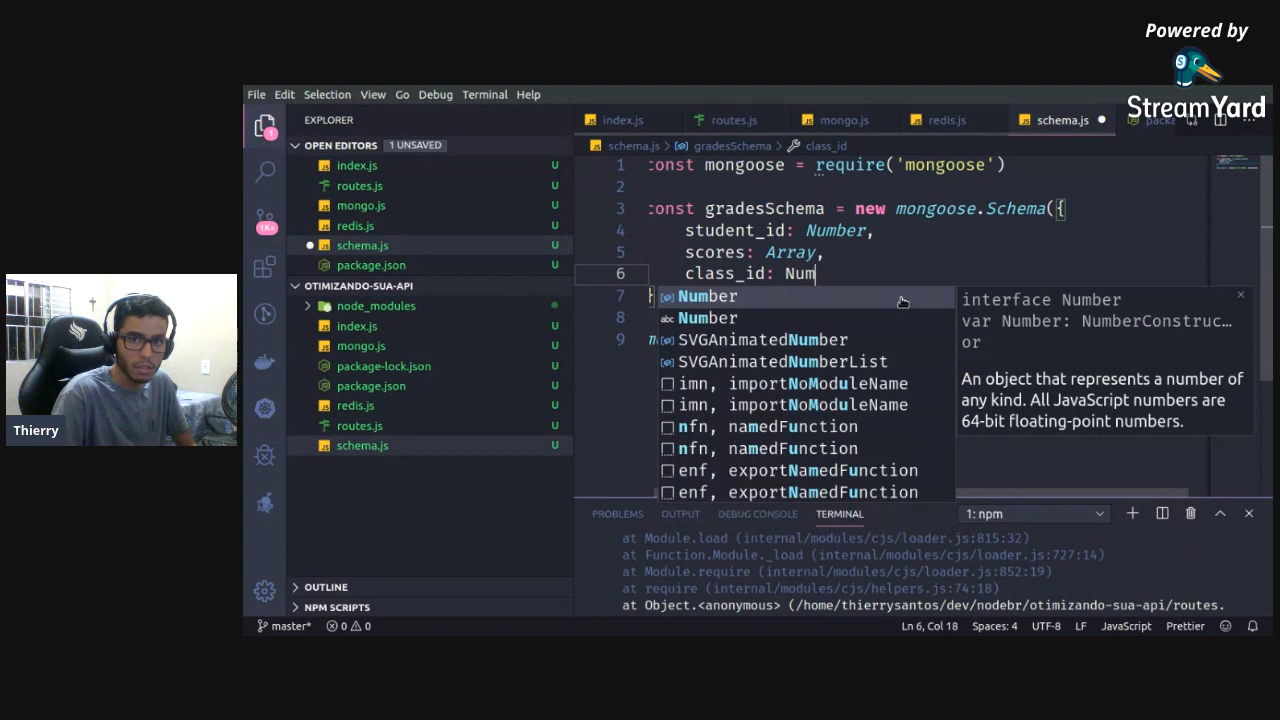 Powered by
StreamYard
File Edit Selection View Go Debug Terminal Help
EXPLORER
OPEN EDITORS 1 UNSAVED
index.js U
routes.js U
mongo.js U
redis.js U
schema.js U
package.json U
OTIMIZANDO-SUA-API
node_modules
index.js U
mongo.js U
package-lock.json U
package.json U
redis.js U
routes.js U
schema.js U
OUTLINE
NPM SCRIPTS
1
1K+
index.js routes.js mongo.js redis.js schema.js packa
schema.js › gradesSchema › class_id
1 const mongoose = require('mongoose')
2
3 const gradesSchema = new mongoose.Schema({
4 student_id: Number,
5 scores: Array,
6 class_id: Num
7 }
8
9 m
Number
Number
SVGAnimatedNumber
SVGAnimatedNumberList
imn, importNoModuleName
imn, importNoModuleName
nfn, namedFunction
nfn, namedFunction
enf, exportNamedFunction
enf, exportNamedFunction
interface Number
var Number: NumberConstruc…
or
An object that represents a number of
any kind. All JavaScript numbers are
64-bit floating-point numbers.
PROBLEMS OUTPUT DEBUG CONSOLE TERMINAL 1: npm
at Module.load (internal/modules/cjs/loader.js:815:32)
at Function.Module._load (internal/modules/cjs/loader.js:727:14)
at Module.require (internal/modules/cjs/loader.js:852:19)
at require (internal/modules/cjs/helpers.js:74:18)
at Object.<anonymous> (/home/thierrysantos/dev/nodebr/otimizando-sua-api/routes.
master* 0 0 Ln 6, Col 18 Spaces: 4 UTF-8 LF JavaScript Prettier
Thierry